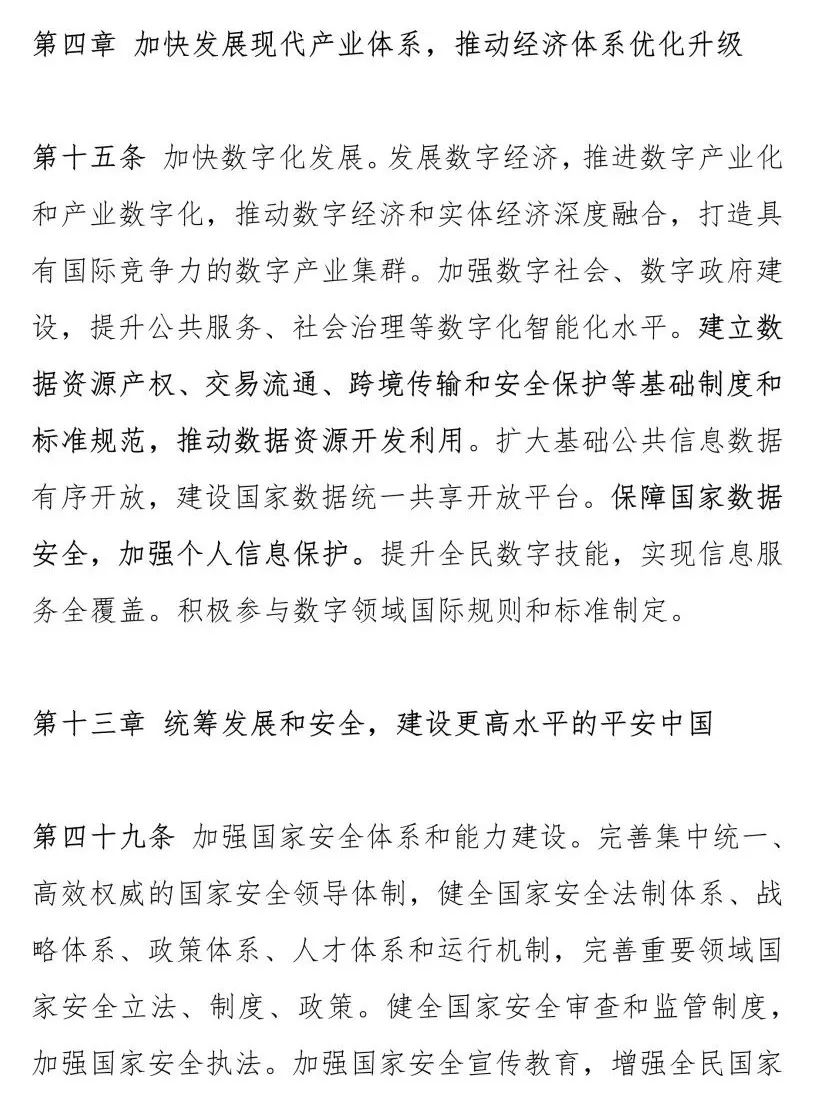 第四章 加快发展现代产业体系，推动经济体系优化升级
第十五条 加快数字化发展。发展数字经济，推进数字产业化
和产业数字化，推动数字经济和实体经济深度融合，打造具
有国际竞争力的数字产业集群。加强数字社会、数字政府建
设，提升公共服务、社会治理等数字化智能化水平。建立数
据资源产权、交易流通、跨境传输和安全保护等基础制度和
标准规范，推动数据资源开发利用。扩大基础公共信息数据
有序开放，建设国家数据统一共享开放平台。保障国家数据
安全，加强个人信息保护。提升全民数字技能，实现信息服
务全覆盖。积极参与数字领域国际规则和标准制定。
第十三章 统筹发展和安全，建设更高水平的平安中国
第四十九条 加强国家安全体系和能力建设。完善集中统一、
高效权威的国家安全领导体制，健全国家安全法制体系、战
略体系、政策体系、人才体系和运行机制，完善重要领域国
家安全立法、制度、政策。健全国家安全审查和监管制度，
加强国家安全执法。加强国家安全宣传教育，增强全民国家